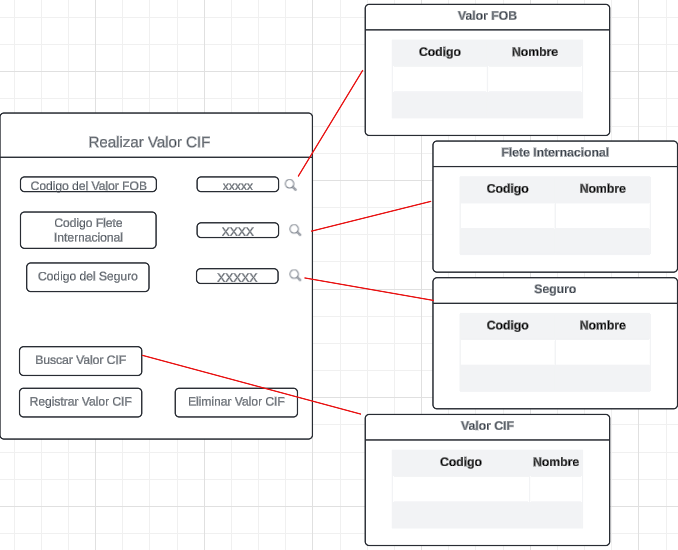 Valor FOB
Codigo Nombre
Realizar Valor CIF
Codigo del Valor FOB xxxxx
Codigo Flete
Internacional
XXXX
Codigo del Seguro XXXXX
Buscar Valor CIF
Registrar Valor CIF Eliminar Valor CIF
Flete Internacional
Codigo Nombre
Seguro
Codigo Nombre
Valor CIF
Codigo Nombre